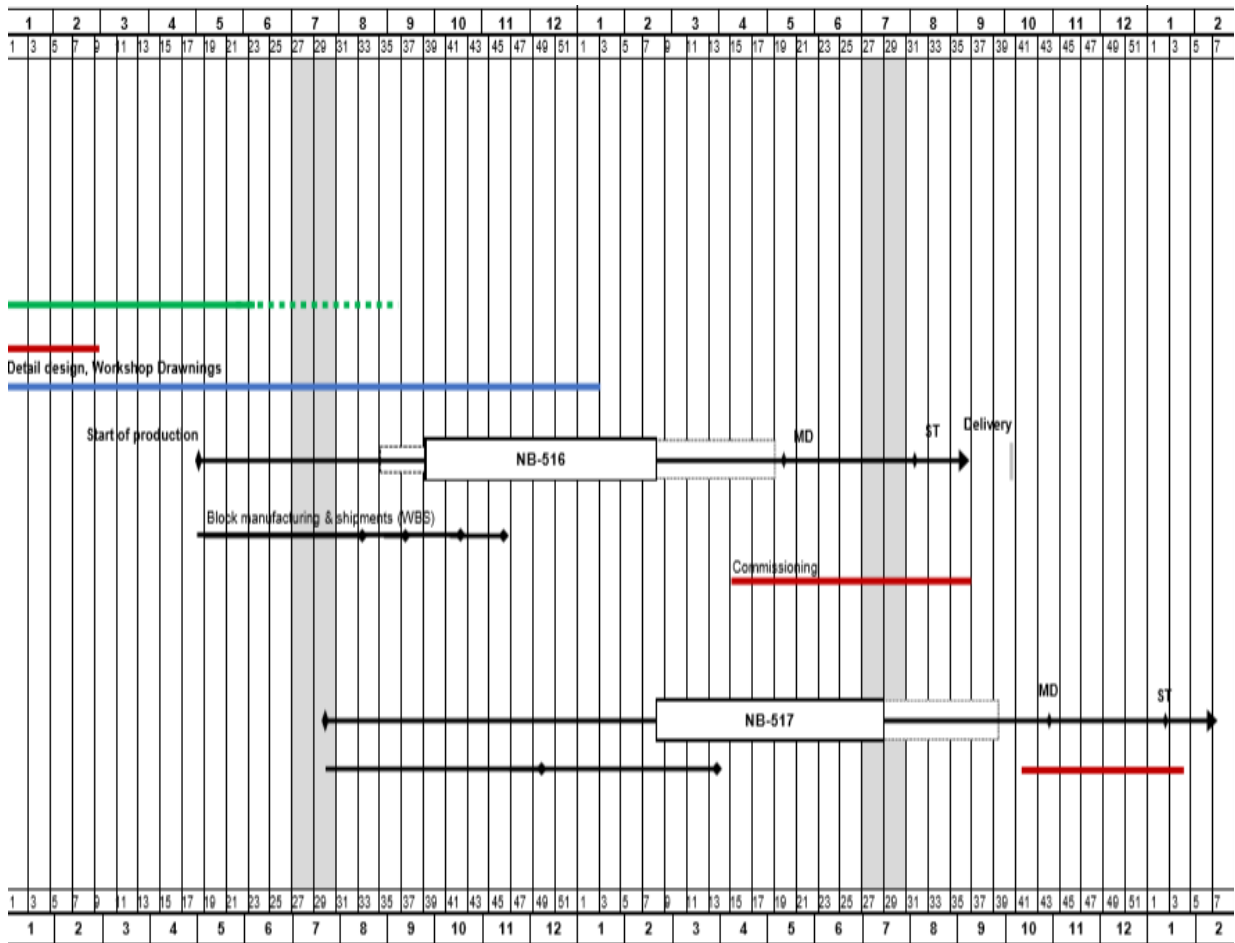 1 2 3 4 5 6 7 8 9 10 11 12 1 2 3 4 5 6 7 8 9 10 11 12 1 2
1 3 5 7 9 11 13 15 17 19 21 23 25 27 29 31 33 35 37 39 41 43 45 47 49 51 1 3 5 7 9 11 13 15 17 19 21 23 25 27 29 31 33 35 37 39 41 43 45 47 49 51 1 3 5 7
Detail design, Workshop Drawnings
Start of production
NB-516
MD
ST
Delivery
Block manufacturing & shipments (WBS)
Commissioning
NB-517
MD
ST
1 3 5 7 9 11 13 15 17 19 21 23 25 27 29 31 33 35 37 39 41 43 45 47 49 51 1 3 5 7 9 11 13 15 17 19 21 23 25 27 29 31 33 35 37 39 41 43 45 47 49 51 1 3 5 7
1 2 3 4 5 6 7 8 9 10 11 12 1 2 3 4 5 6 7 8 9 10 11 12 1 2